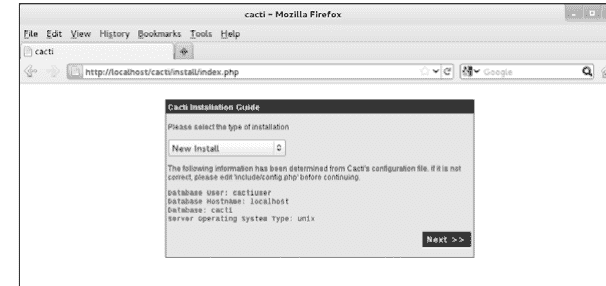 cacti - Mozilla Firefox
File Edit View History Bookmarks Tools Help
cacti
http://localhost/cacti/install/index.php
Google
Cacti Installation Guide
Please select the type of installation
New Install
The following information has been determined from Cacti's configuration file. If it is not
correct, please edit 'include/config.php' before continuing.
Database User: cactiuser
Database Hostname: localhost
Database: cacti
Server Operating System Type: unix
Next >>